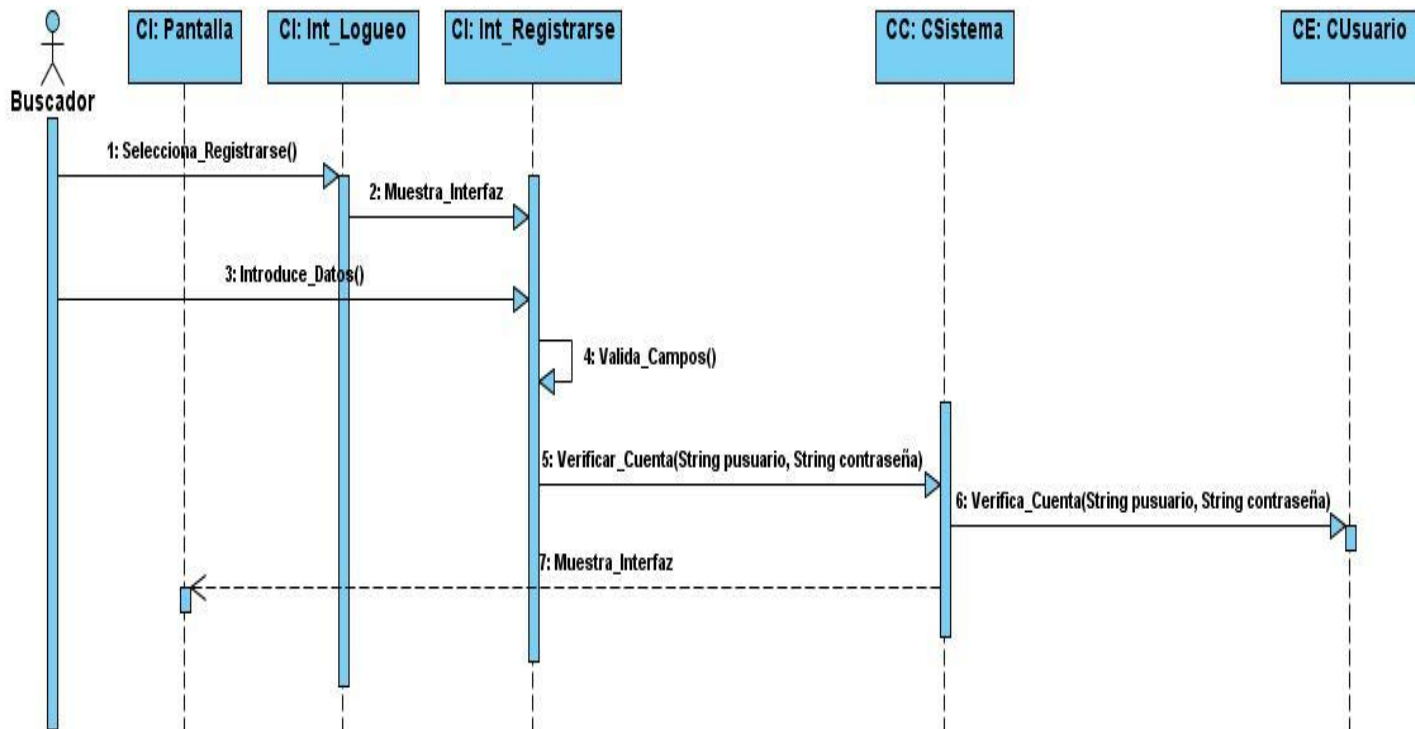 CI: Pantalla
CI: Int_Logueo
CI: Int_Registrarse
CC: CSistema
CE: CUsuario
Buscador
1: Selecciona_Registrarse()
2: Muestra_Interfaz
3: Introduce_Datos()
4: Valida_Campos()
5: Verificar_Cuenta(String pusuario, String contraseña)
6: Verifica_Cuenta(String pusuario, String contraseña)
7: Muestra_Interfaz